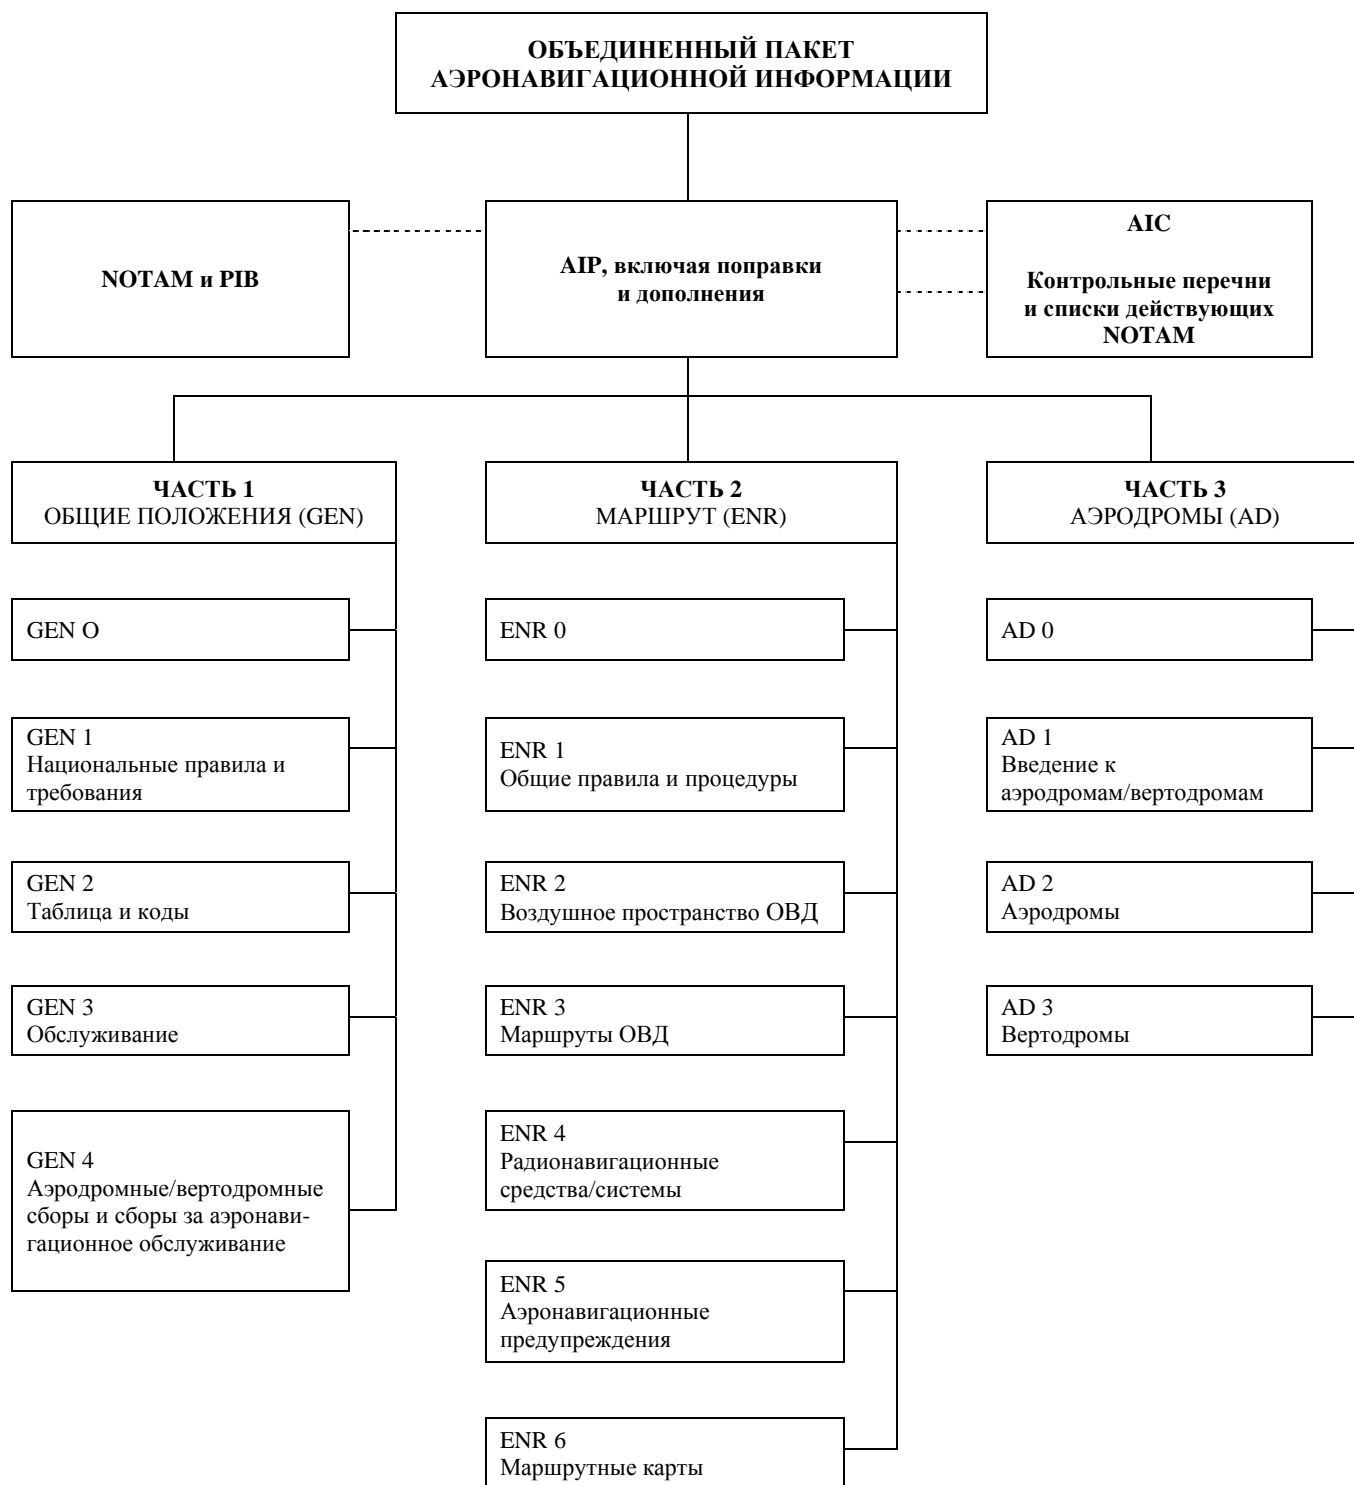 ОБЪЕДИНЕННЫЙ ПАКЕТ
АЭРОНАВИГАЦИОННОЙ ИНФОРМАЦИИ
NOTAM и PIB
AIP, включая поправки
и дополнения
AIC
Контрольные перечни
и списки действующих
NOTAM
ЧАСТЬ 1
ОБЩИЕ ПОЛОЖЕНИЯ (GEN)
GEN O
GEN 1
Национальные правила и
требования
GEN 2
Таблица и коды
GEN 3
Обслуживание
GEN 4
Аэродромные/вертодромные
сборы и сборы за аэронави-
гационное обслуживание
ЧАСТЬ 2
МАРШРУТ (ENR)
ENR 0
ENR 1
Общие правила и процедуры
ENR 2
Воздушное пространство ОВД
ENR 3
Маршруты ОВД
ENR 4
Радионавигационные
средства/системы
ENR 5
Аэронавигационные
предупреждения
ENR 6
Маршрутные карты
ЧАСТЬ 3
АЭРОДРОМЫ (AD)
AD 0
AD 1
Введение к
аэродромам/вертодромам
AD 2
Аэродромы
AD 3
Вертодромы